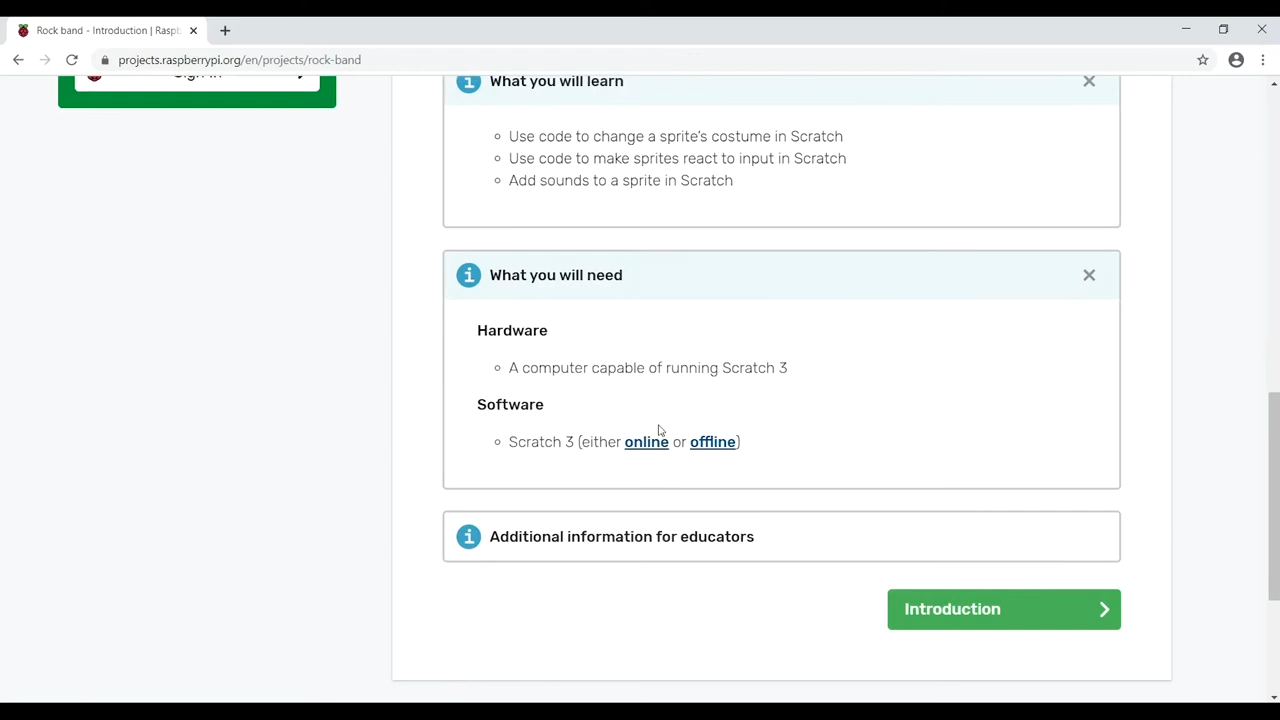 Rock band - Introduction | Raspb
projects.raspberrypi.org/en/projects/rock-band
Sign in
What you will learn
Use code to change a sprite's costume in Scratch
Use code to make sprites react to input in Scratch
Add sounds to a sprite in Scratch
What you will need
Hardware
A computer capable of running Scratch 3
Software
Scratch 3 (either online or offline)
Additional information for educators
Introduction